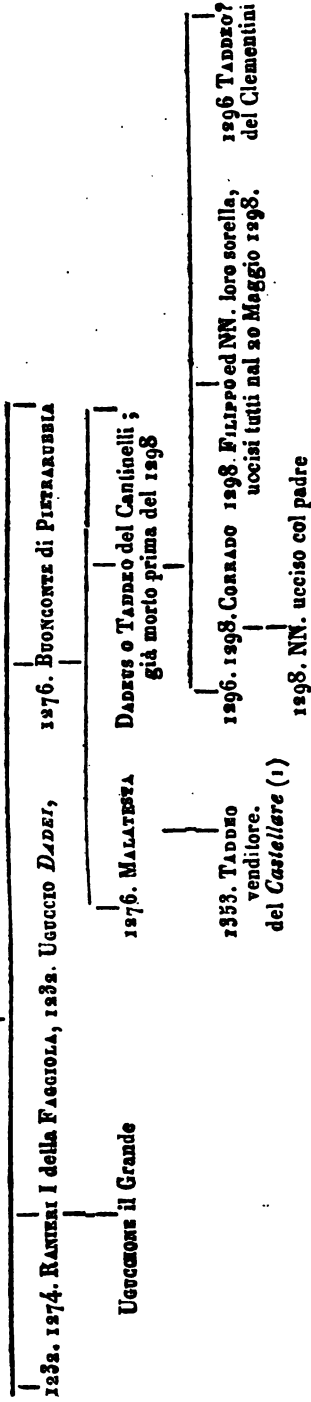 1232. 1274. RANIERI I della FAGGIOLA, 1232. UGUCCIO DADEI,
1276. BUONCONTE di PIETRARUBBIA
UGUCCIONE il Grande
1276. MALATESTA
DADEUS o TADDEO del Cantinelli ;
già morto prima del 1298
1353. TADDEO
venditore.
del Castellare (1)
1296. 1298. CORRADO 1298. FILIPPO ed NN. loro sorella,
uccisi tutti nal 20 Maggio 1298.
1296 TADDEO?
del Clementini
1298. NN. ucciso col padre